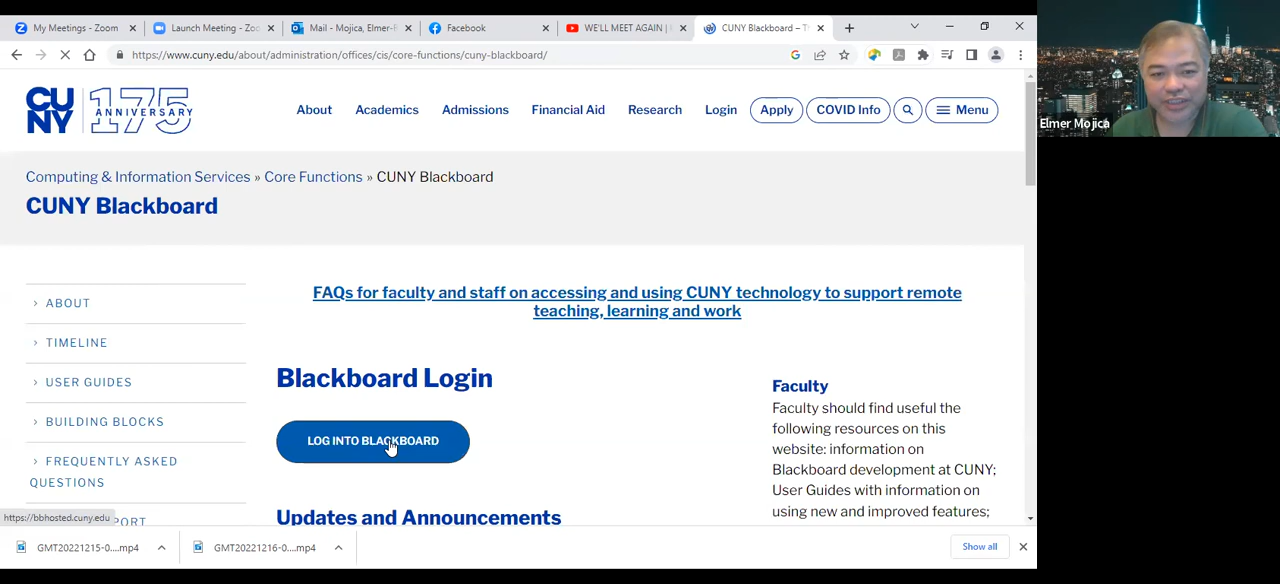 My Meetings - Zoom
Launch Meeting - Zoo
Mail - Mojica, Elmer-R
Facebook
WE'LL MEET AGAIN |
CUNY Blackboard – T
https://www.cuny.edu/about/administration/offices/cis/core-functions/cuny-blackboard/
CU
NY
175
ANNIVERSARY
About
Academics
Admissions
Financial Aid
Research
Login
Apply
COVID Info
Menu
Elmer Mojica
Computing & Information Services » Core Functions » CUNY Blackboard
CUNY Blackboard
› ABOUT
› TIMELINE
› USER GUIDES
› BUILDING BLOCKS
› FREQUENTLY ASKED
QUESTIONS
PORT
FAQs for faculty and staff on accessing and using CUNY technology to support remote
teaching, learning and work
Blackboard Login
LOG INTO BLACKBOARD
Updates and Announcements
Faculty
Faculty should find useful the
following resources on this
website: information on
Blackboard development at CUNY;
User Guides with information on
using new and improved features;
https://bbhosted.cuny.edu
GMT20221215-0....mp4
GMT20221216-0....mp4
Show all